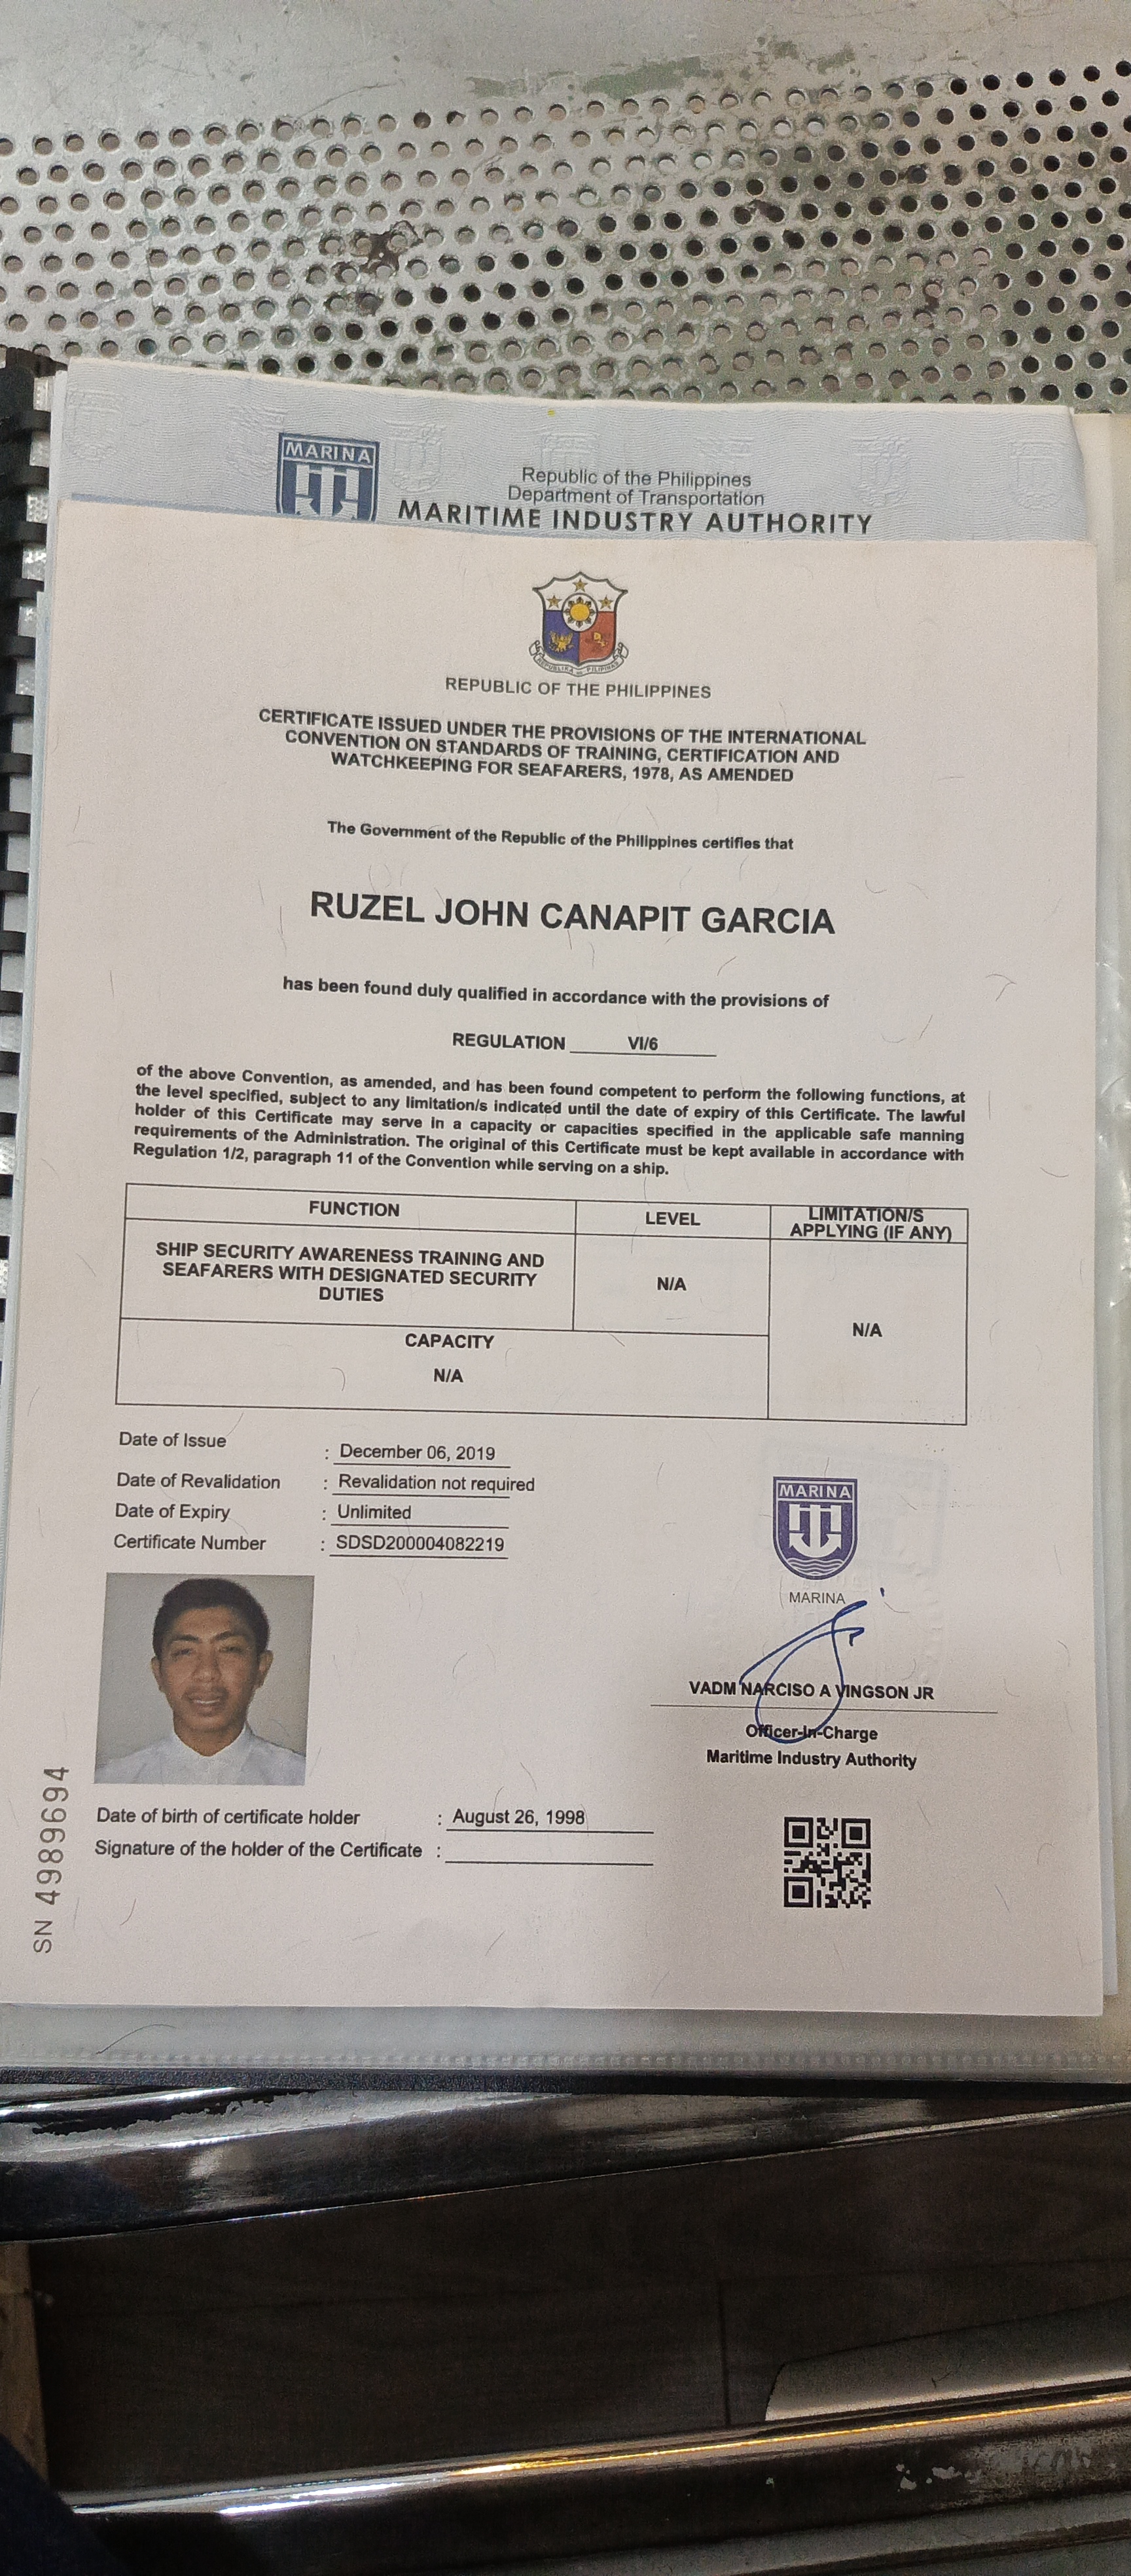 MARINA
Republic of the Philippines
Department of Transportation
MARITIME INDUSTRY AUTHORITY
REPUBLIC OF THE PHILIPPINES
CERTIFICATE ISSUED UNDER THE PROVISIONS OF THE INTERNATIONAL
CONVENTION ON STANDARDS OF TRAINING, CERTIFICATION AND
WATCHKEEPING FOR SEAFARERS, 1978, AS AMENDED
The Government of the Republic of the Philippines certifies that
RUZEL JOHN CANAPIT GARCIA
has been found duly qualified in accordance with the provisions of
REGULATION VI/6
of the above Convention, as amended, and has been found competent to perform the following functions, at
the level specified, subject to any limitation/s indicated until the date of expiry of this Certificate. The lawful
holder of this Certificate may serve in a capacity or capacities specified in the applicable safe manning
requirements of the Administration. The original of this Certificate must be kept available in accordance with
Regulation 1/2, paragraph 11 of the Convention while serving on a ship.
FUNCTION LEVEL LIMITATION/S
APPLYING (IF ANY)
SHIP SECURITY AWARENESS TRAINING AND
SEAFARERS WITH DESIGNATED SECURITY
DUTIES
N/A
N/A
CAPACITY
N/A
Date of Issue : December 06, 2019
Date of Revalidation : Revalidation not required
Date of Expiry : Unlimited
Certificate Number : SDSD200004082219
MARINA
MARINA
VADM NARCISO A VINGSON JR
Officer-In-Charge
Maritime Industry Authority
Date of birth of certificate holder : August 26, 1998
Signature of the holder of the Certificate :
SN 4989694